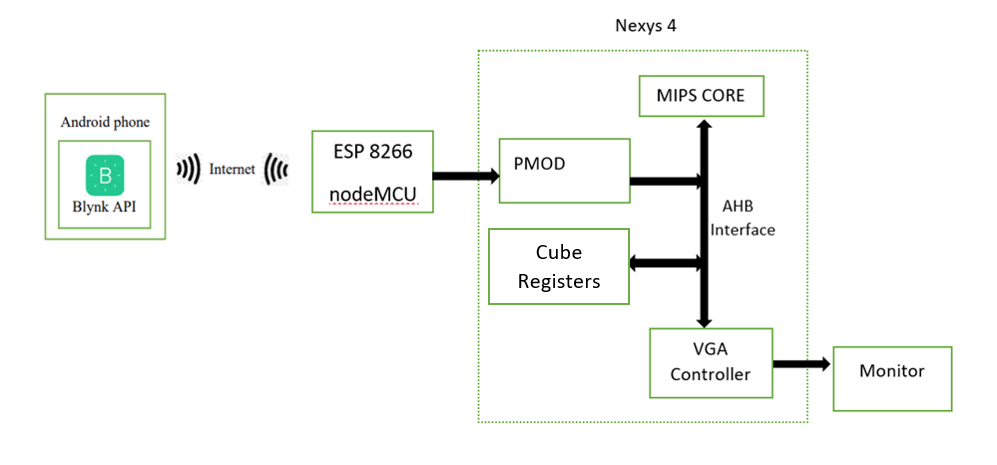 Nexys 4
MIPS CORE
Android phone
B
Blynk API
Internet
ESP 8266
nodeMCU
PMOD
AHB
Interface
Cube
Registers
VGA
Controller
Monitor